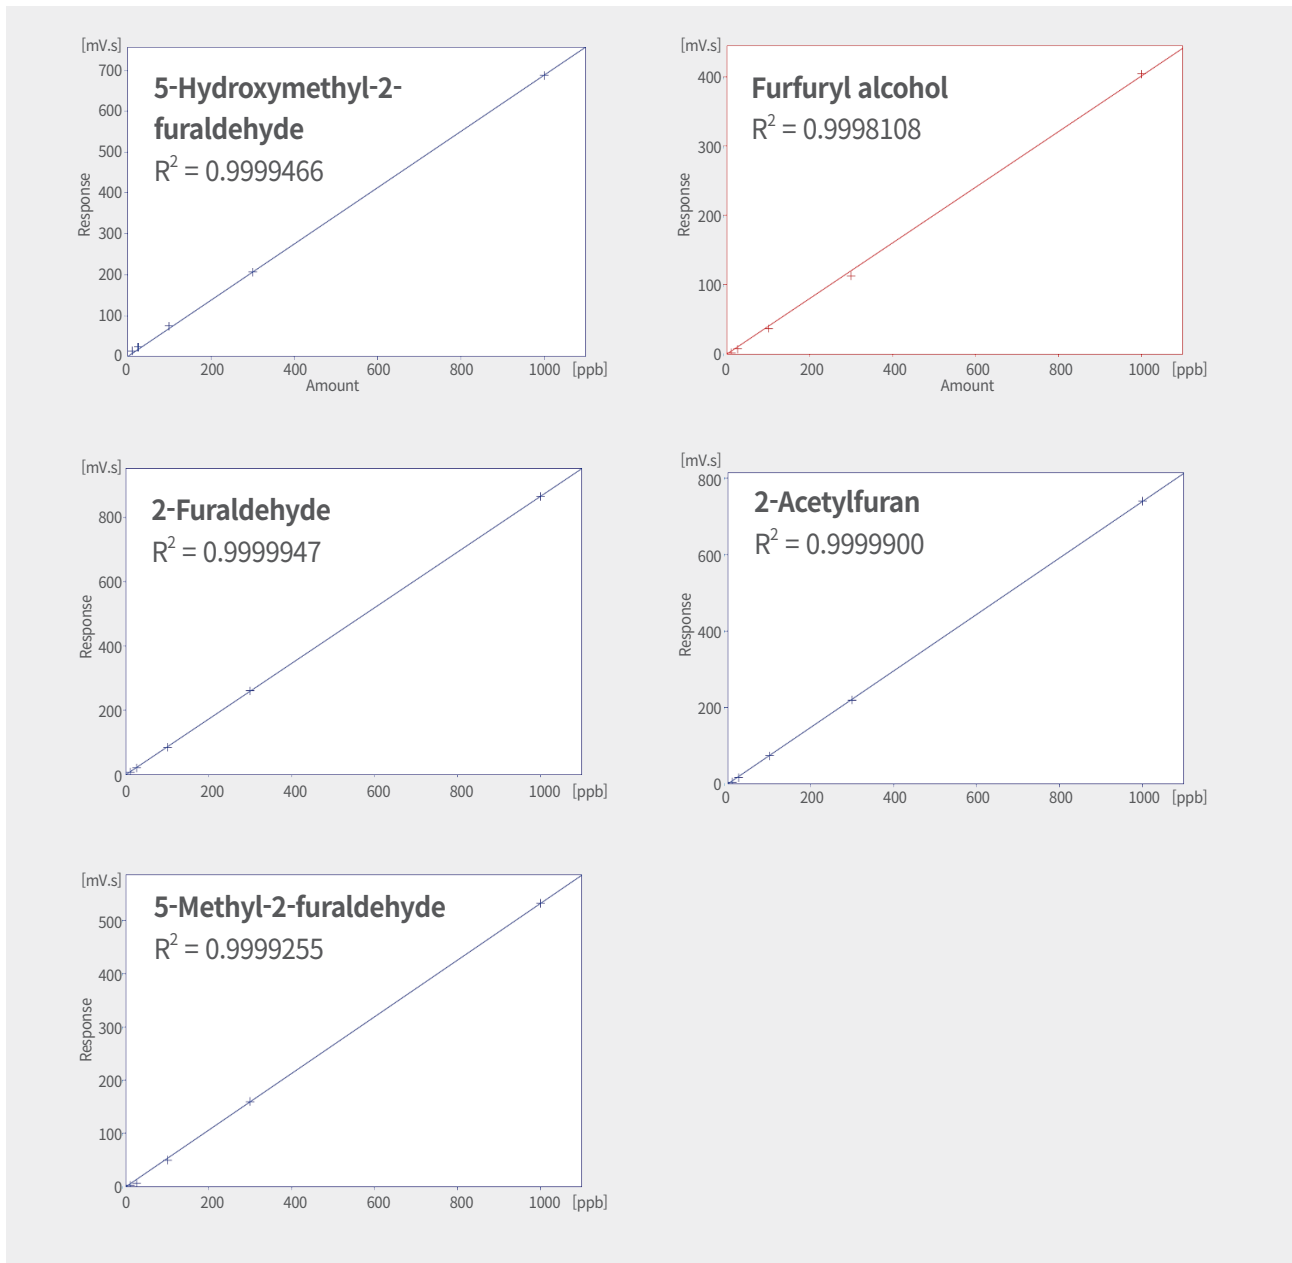 [mV.s]
5-Hydroxymethyl-2-
furaldehyde
R² = 0.9999466
Response
700
600
500
400
300
200
100
0
0 200 400 600 800 1000 [ppb]
Amount
[mV.s]
Furfuryl alcohol
R² = 0.9998108
Response
400
300
200
100
0
0 200 400 600 800 1000 [ppb]
Amount
[mV.s]
2-Furaldehyde
R² = 0.9999947
Response
800
600
400
200
0
0 200 400 600 800 1000 [ppb]
[mV.s]
2-Acetylfuran
R² = 0.9999900
Response
800
600
400
200
0
0 200 400 600 800 1000 [ppb]
[mV.s]
5-Methyl-2-furaldehyde
R² = 0.9999255
Response
500
400
300
200
100
0
0 200 400 600 800 1000 [ppb]